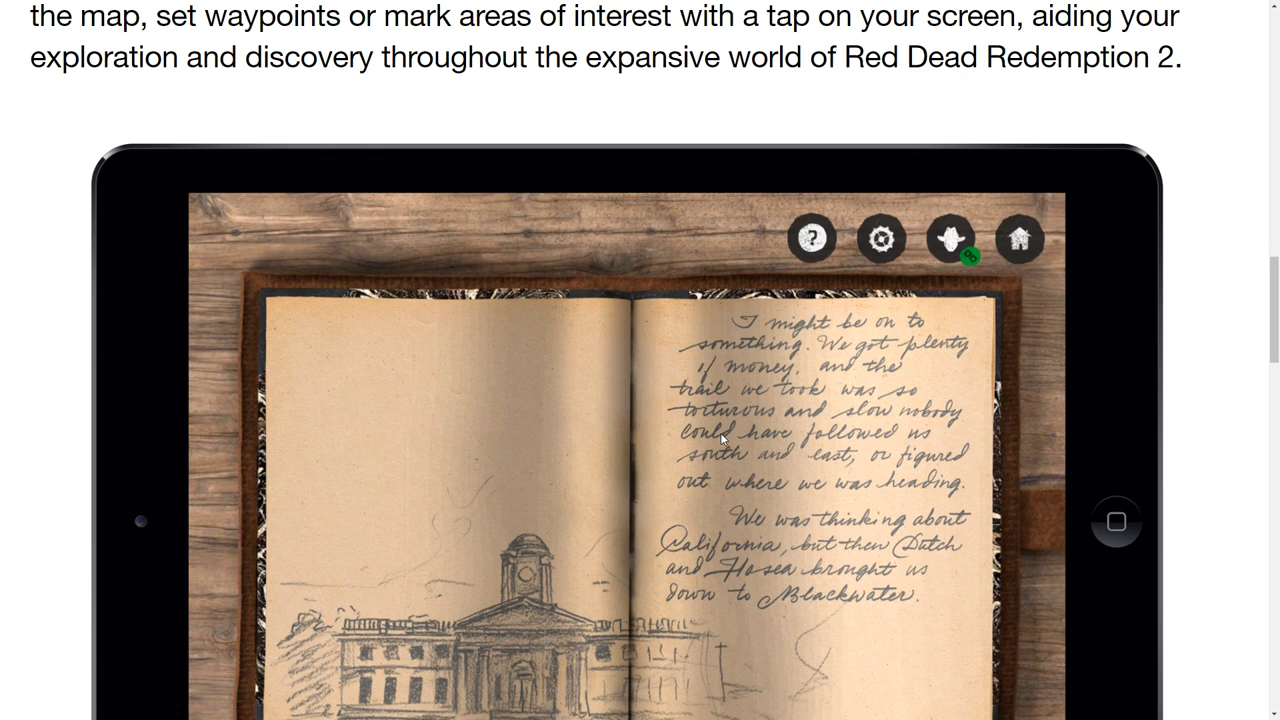 the map, set waypoints or mark areas of interest with a tap on your screen, aiding your
exploration and discovery throughout the expansive world of Red Dead Redemption 2.
?
I might be on to
something. We got plenty
of money, and the
trail we took was so
torturous and slow nobody
could have followed us
south and east, or figured
out where we was heading.
We was thinking about
California, but then Dutch
and Hosea brought us
down to Blackwater.